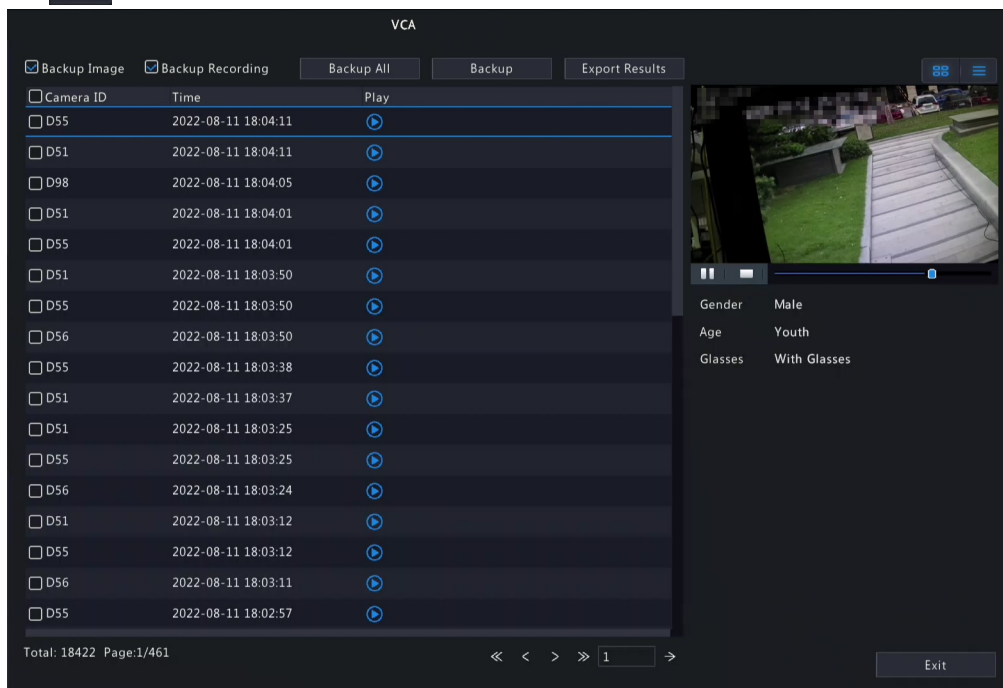 VCA
Backup Image Backup Recording Backup All Backup Export Results
Camera ID Time Play
D55 2022-08-11 18:04:11
D51 2022-08-11 18:04:11
D98 2022-08-11 18:04:05
D51 2022-08-11 18:04:01
D55 2022-08-11 18:04:01
D51 2022-08-11 18:03:50
D55 2022-08-11 18:03:50
D56 2022-08-11 18:03:50
D55 2022-08-11 18:03:38
D51 2022-08-11 18:03:37
D51 2022-08-11 18:03:25
D55 2022-08-11 18:03:25
D56 2022-08-11 18:03:24
D51 2022-08-11 18:03:12
D55 2022-08-11 18:03:12
D56 2022-08-11 18:03:11
D55 2022-08-11 18:02:57
Gender Male
Age Youth
Glasses With Glasses
Total: 18422 Page:1/461
« < > » 1 →
Exit